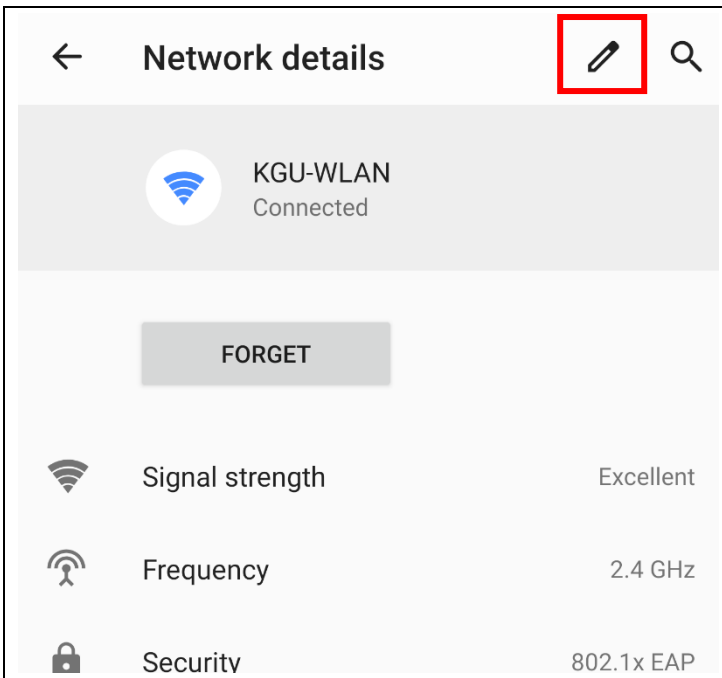 Network details
KGU-WLAN
Connected
FORGET
Signal strength Excellent
Frequency 2.4 GHz
Security 802.1x EAP